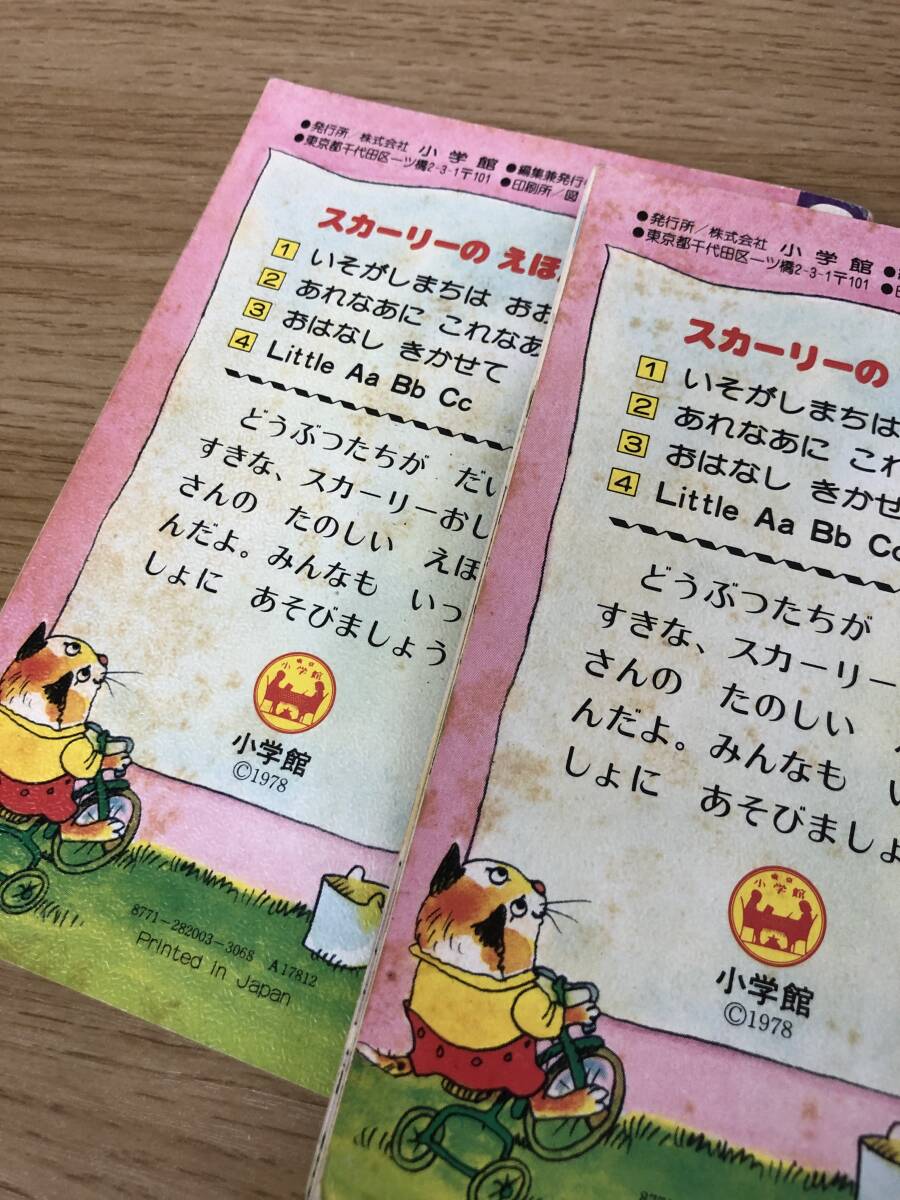 ●発行所/株式会社 小学館 ●編集兼発行
●東京都千代田区一ツ橋2-3-1〒101 ●印刷所/図
スカーリーの えほ
1 いそがしまちは おお
2 あれなあに これなあ
3 おはなし きかせて
4 Little Aa Bb Cc
どうぶつたちが だい
すきな、スカーリーおじ
さんの たのしい えほ
んだよ。みんなも いっ
しょに あそびましょう
東京
小学館
小学館
©1978
8771-282003-3068 A17812
Printed in Japan
●発行所/株式会社 小学館
●東京都千代田区一ツ橋2-3-1〒101
スカーリーの
1 いそがしまちは
2 あれなあに これ
3 おはなし きかせ
4 Little Aa Bb Cc
どうぶつたちが
すきな、スカーリー
さんの たのしい
んだよ。みんなも い
しょに あそびましょ
東京
小学館
小学館
©1978